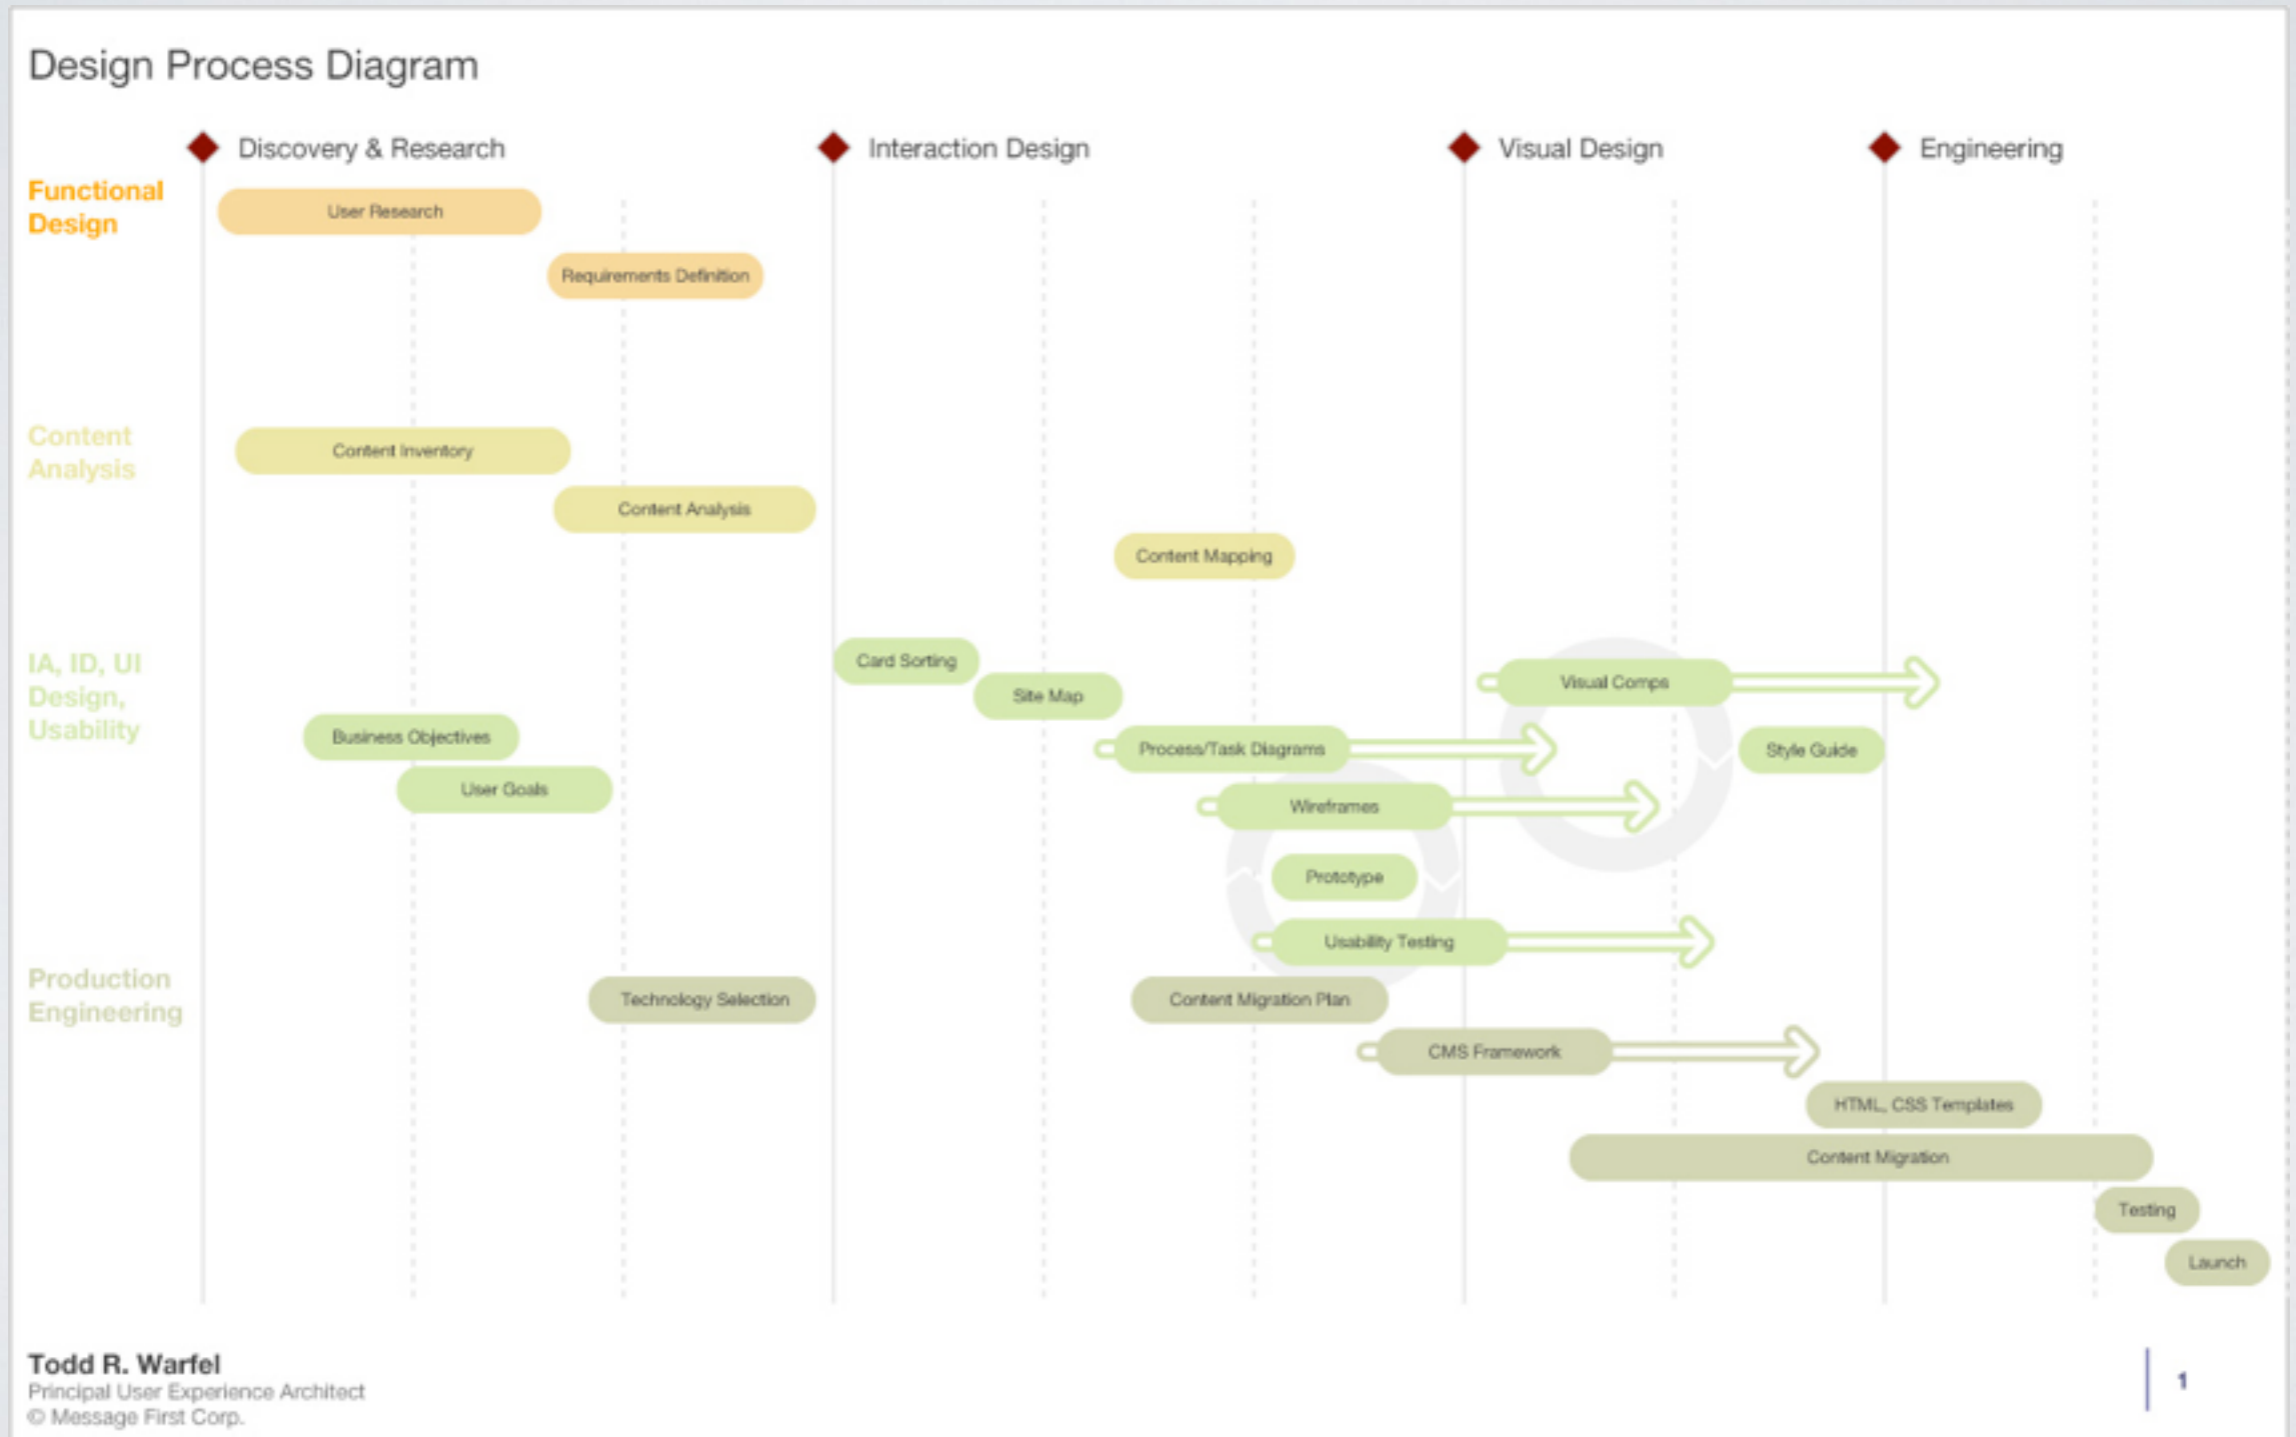 Design Process Diagram
Discovery & Research
Interaction Design
Visual Design
Engineering
Functional
Design
User Research
Requirements Definition
Content
Analysis
Content Inventory
Content Analysis
Content Mapping
IA, ID, UI
Design,
Usability
Card Sorting
Site Map
Visual Comps
Business Objectives
Process/Task Diagrams
Style Guide
User Goals
Wireframes
Prototype
Usability Testing
Production
Engineering
Technology Selection
Content Migration Plan
CMS Framework
HTML, CSS Templates
Content Migration
Testing
Launch
Todd R. Warfel
Principal User Experience Architect
© Message First Corp.
1